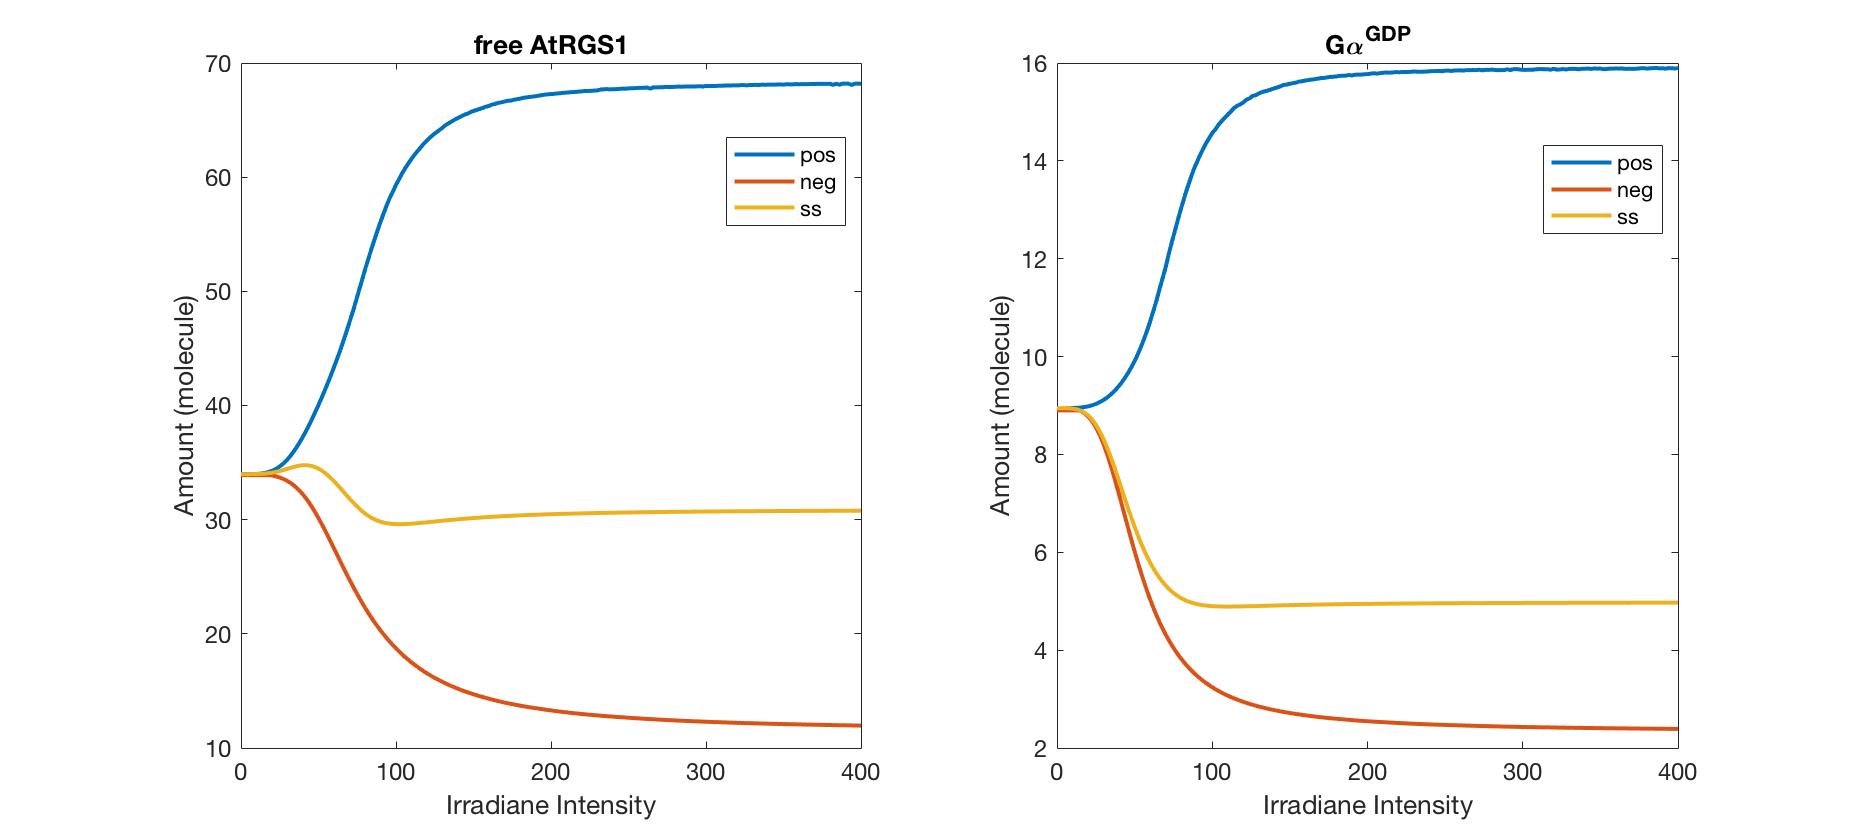 free AtRGS1
70
60
50
40
30
20
10
0 100 200 300 400
Amount (molecule)
Irradiane Intensity
pos
neg
ss
Gα^GDP
16
14
12
10
8
6
4
2
0 100 200 300 400
Amount (molecule)
Irradiane Intensity
pos
neg
ss